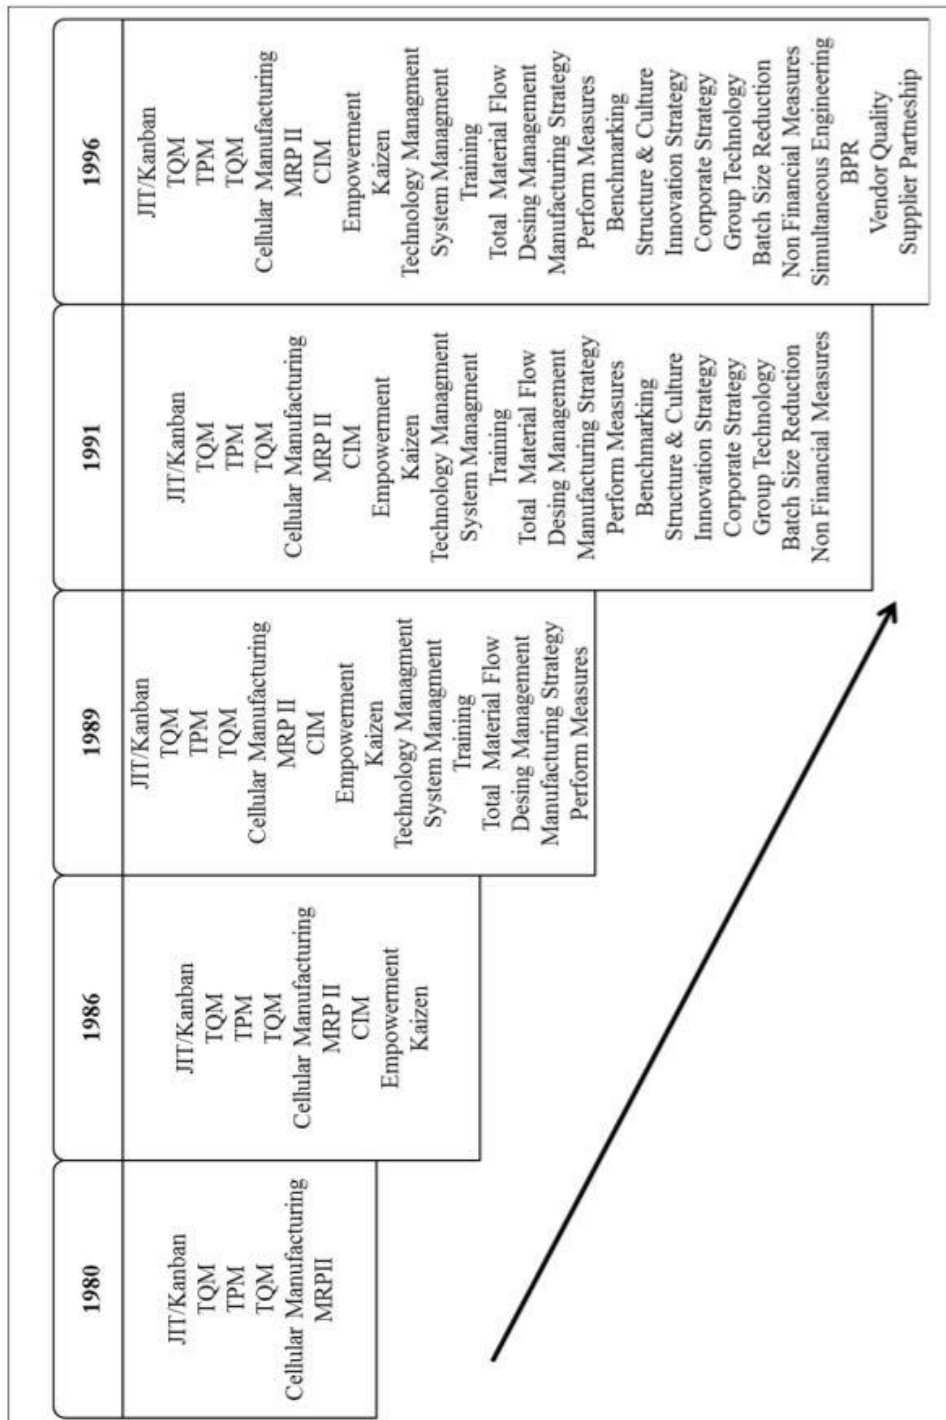 1980
JIT/Kanban
TQM
TPM
TQM
Cellular Manufacturing
MRPII
1986
JIT/Kanban
TQM
TPM
TQM
Cellular Manufacturing
MRP II
CIM
Empowerment
Kaizen
1989
JIT/Kanban
TQM
TPM
TQM
Cellular Manufacturing
MRP II
CIM
Empowerment
Kaizen
Technology Managment
System Managment
Training
Total Material Flow
Desing Management
Manufacturing Strategy
Perform Measures
1991
JIT/Kanban
TQM
TPM
TQM
Cellular Manufacturing
MRP II
CIM
Empowerment
Kaizen
Technology Managment
System Managment
Training
Total Material Flow
Desing Management
Manufacturing Strategy
Perform Measures
Benchmarking
Structure & Culture
Innovation Strategy
Corporate Strategy
Group Technology
Batch Size Reduction
Non Financial Measures
1996
JIT/Kanban
TQM
TPM
TQM
Cellular Manufacturing
MRP II
CIM
Empowerment
Kaizen
Technology Managment
System Managment
Training
Total Material Flow
Desing Management
Manufacturing Strategy
Perform Measures
Benchmarking
Structure & Culture
Innovation Strategy
Corporate Strategy
Group Technology
Batch Size Reduction
Non Financial Measures
Simultaneous Engineering
BPR
Vendor Quality
Supplier Partneship